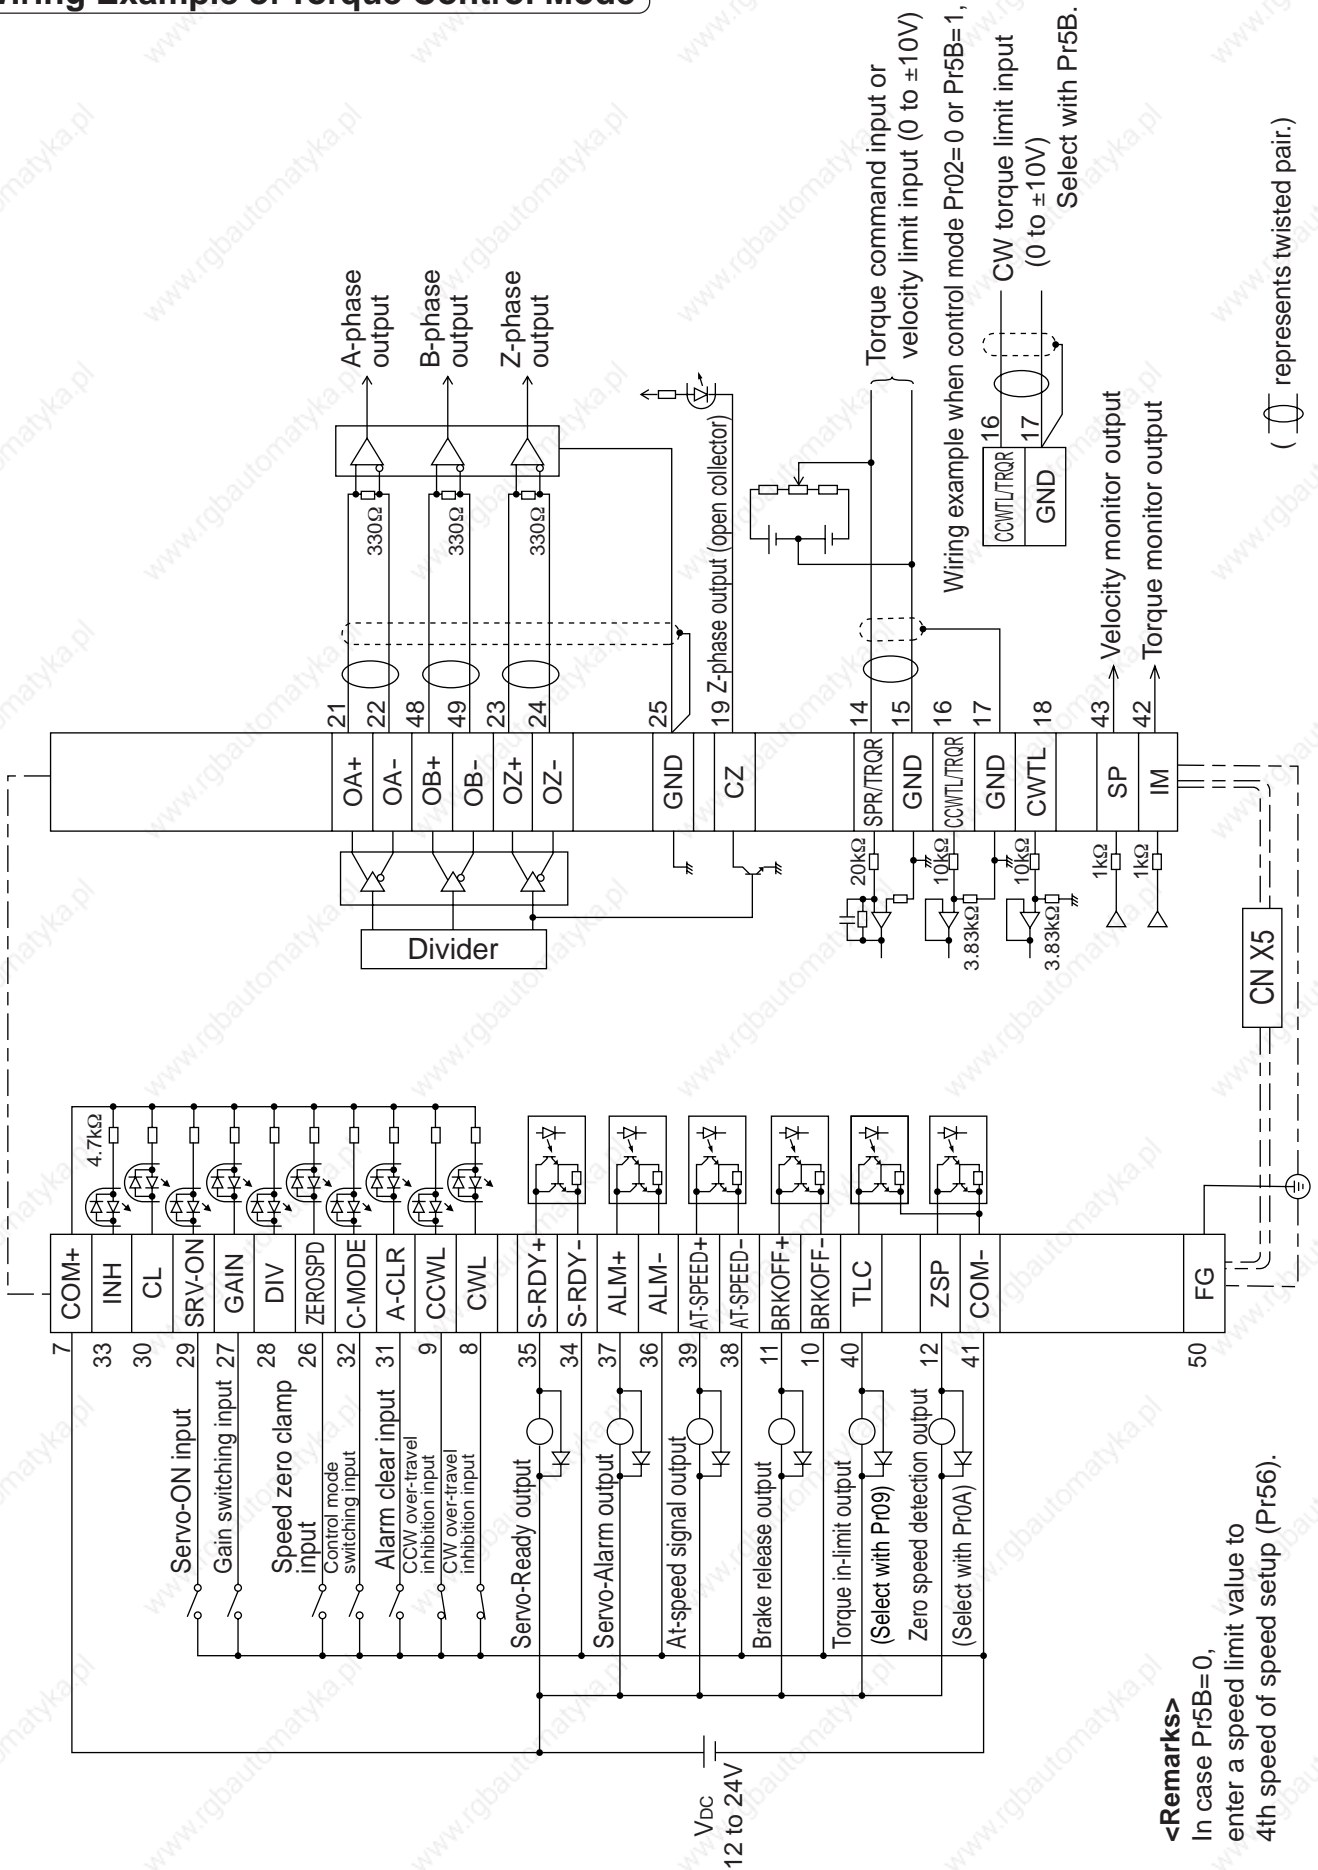 Wiring Example of Torque Control Mode
COM+
INH
CL
SRV-ON
GAIN
DIV
ZEROSPD
C-MODE
A-CLR
CCWL
CWL
S-RDY+
S-RDY-
ALM+
ALM-
AT-SPEED+
AT-SPEED-
BRKOFF+
BRKOFF-
TLC
ZSP
COM-
FG
7
33
30
29
27
28
26
32
31
9
8
35
34
37
36
39
38
11
10
40
12
41
50
4.7kΩ
Servo-ON input
Gain switching input
Speed zero clamp
input
Control mode
switching input
Alarm clear input
CCW over-travel
inhibition input
CW over-travel
inhibition input
Servo-Ready output
Servo-Alarm output
At-speed signal output
Brake release output
Torque in-limit output
(Select with Pr09)
Zero speed detection output
(Select with Pr0A)
VDC
12 to 24V
<Remarks>
In case Pr5B=0,
enter a speed limit value to
4th speed of speed setup (Pr56).
Divider
OA+
OA-
OB+
OB-
OZ+
OZ-
GND
CZ
SPR/TRQR
GND
CCWTL/TRQR
GND
CWTL
SP
IM
21
22
48
49
23
24
25
19
14
15
16
17
18
43
42
330Ω
330Ω
330Ω
A-phase
output
B-phase
output
Z-phase
output
Z-phase output (open collector)
20kΩ
10kΩ
3.83kΩ
10kΩ
3.83kΩ
1kΩ
1kΩ
Torque command input or
velocity limit input (0 to ±10V)
Wiring example when control mode Pr02=0 or Pr5B=1,
CCWTL/TRQR
GND
16
17
CW torque limit input
(0 to ±10V)
Select with Pr5B.
Velocity monitor output
Torque monitor output
CN X5
( represents twisted pair.)
www.rgbautomatyka.pl